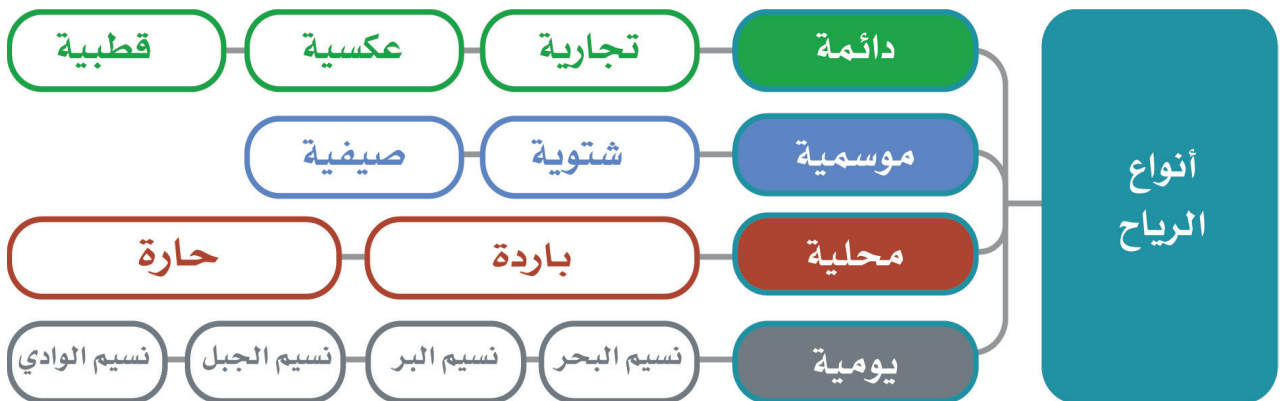 أنواع
الرياح
دائمة
تجارية
عكسية
قطبية
موسمية
شتوية
صيفية
محلية
باردة
حارة
يومية
نسيم البحر
نسيم البر
نسيم الجبل
نسيم الوادي